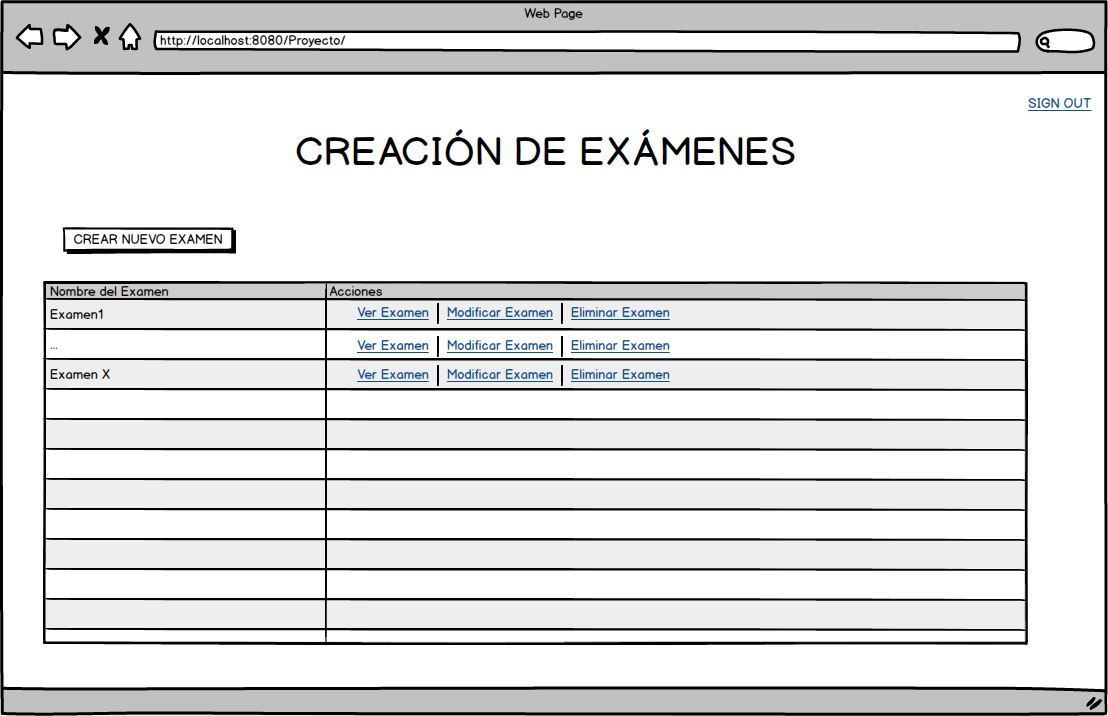 Web Page
http://localhost:8080/Proyecto/
SIGN OUT
CREACIÓN DE EXÁMENES
CREAR NUEVO EXAMEN
Nombre del Examen Acciones
Examen1 Ver Examen Modificar Examen Eliminar Examen
... Ver Examen Modificar Examen Eliminar Examen
Examen X Ver Examen Modificar Examen Eliminar Examen